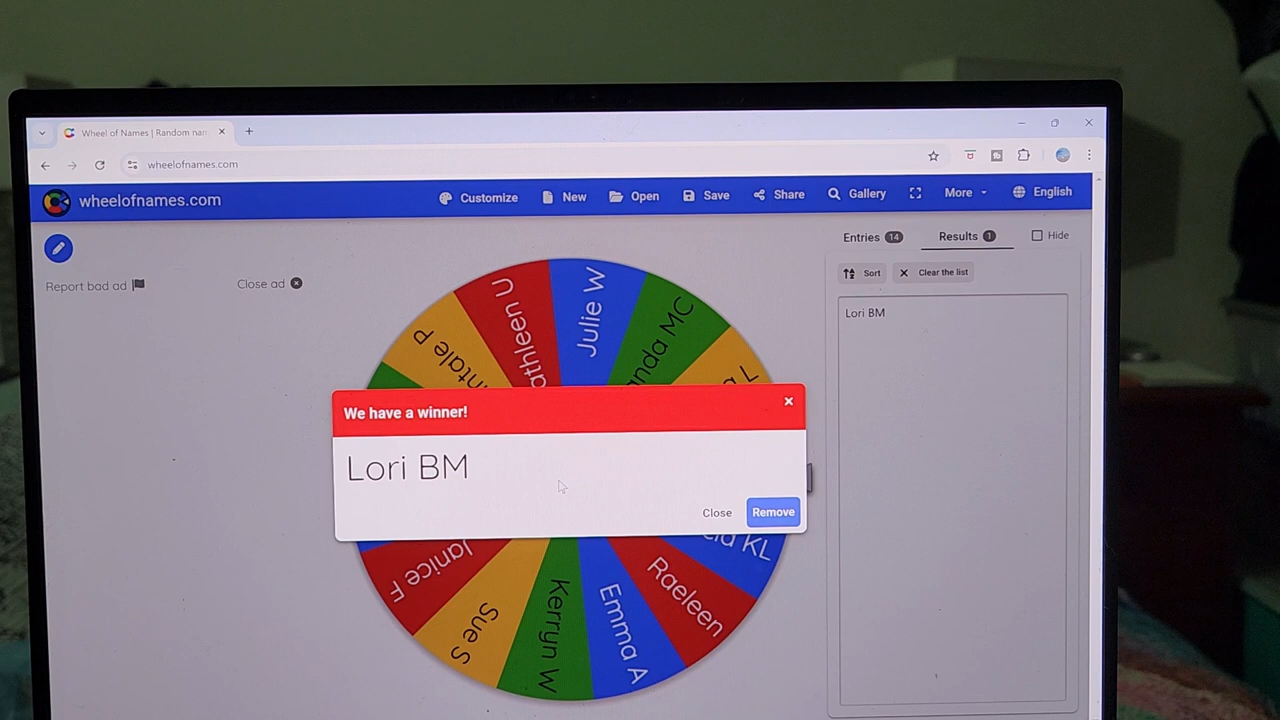 Wheel of Names | Random nam
wheelofnames.com
wheelofnames.com
Customize
New
Open
Save
Share
Gallery
More
English
Report bad ad
Close ad
Entries 14
Results 1
Hide
Sort
Clear the list
Lori BM
Julie W
We have a winner!
Lori BM
Close
Remove
Janice F
Sue S
Kerryn W
Emma A
Raeleen
KL